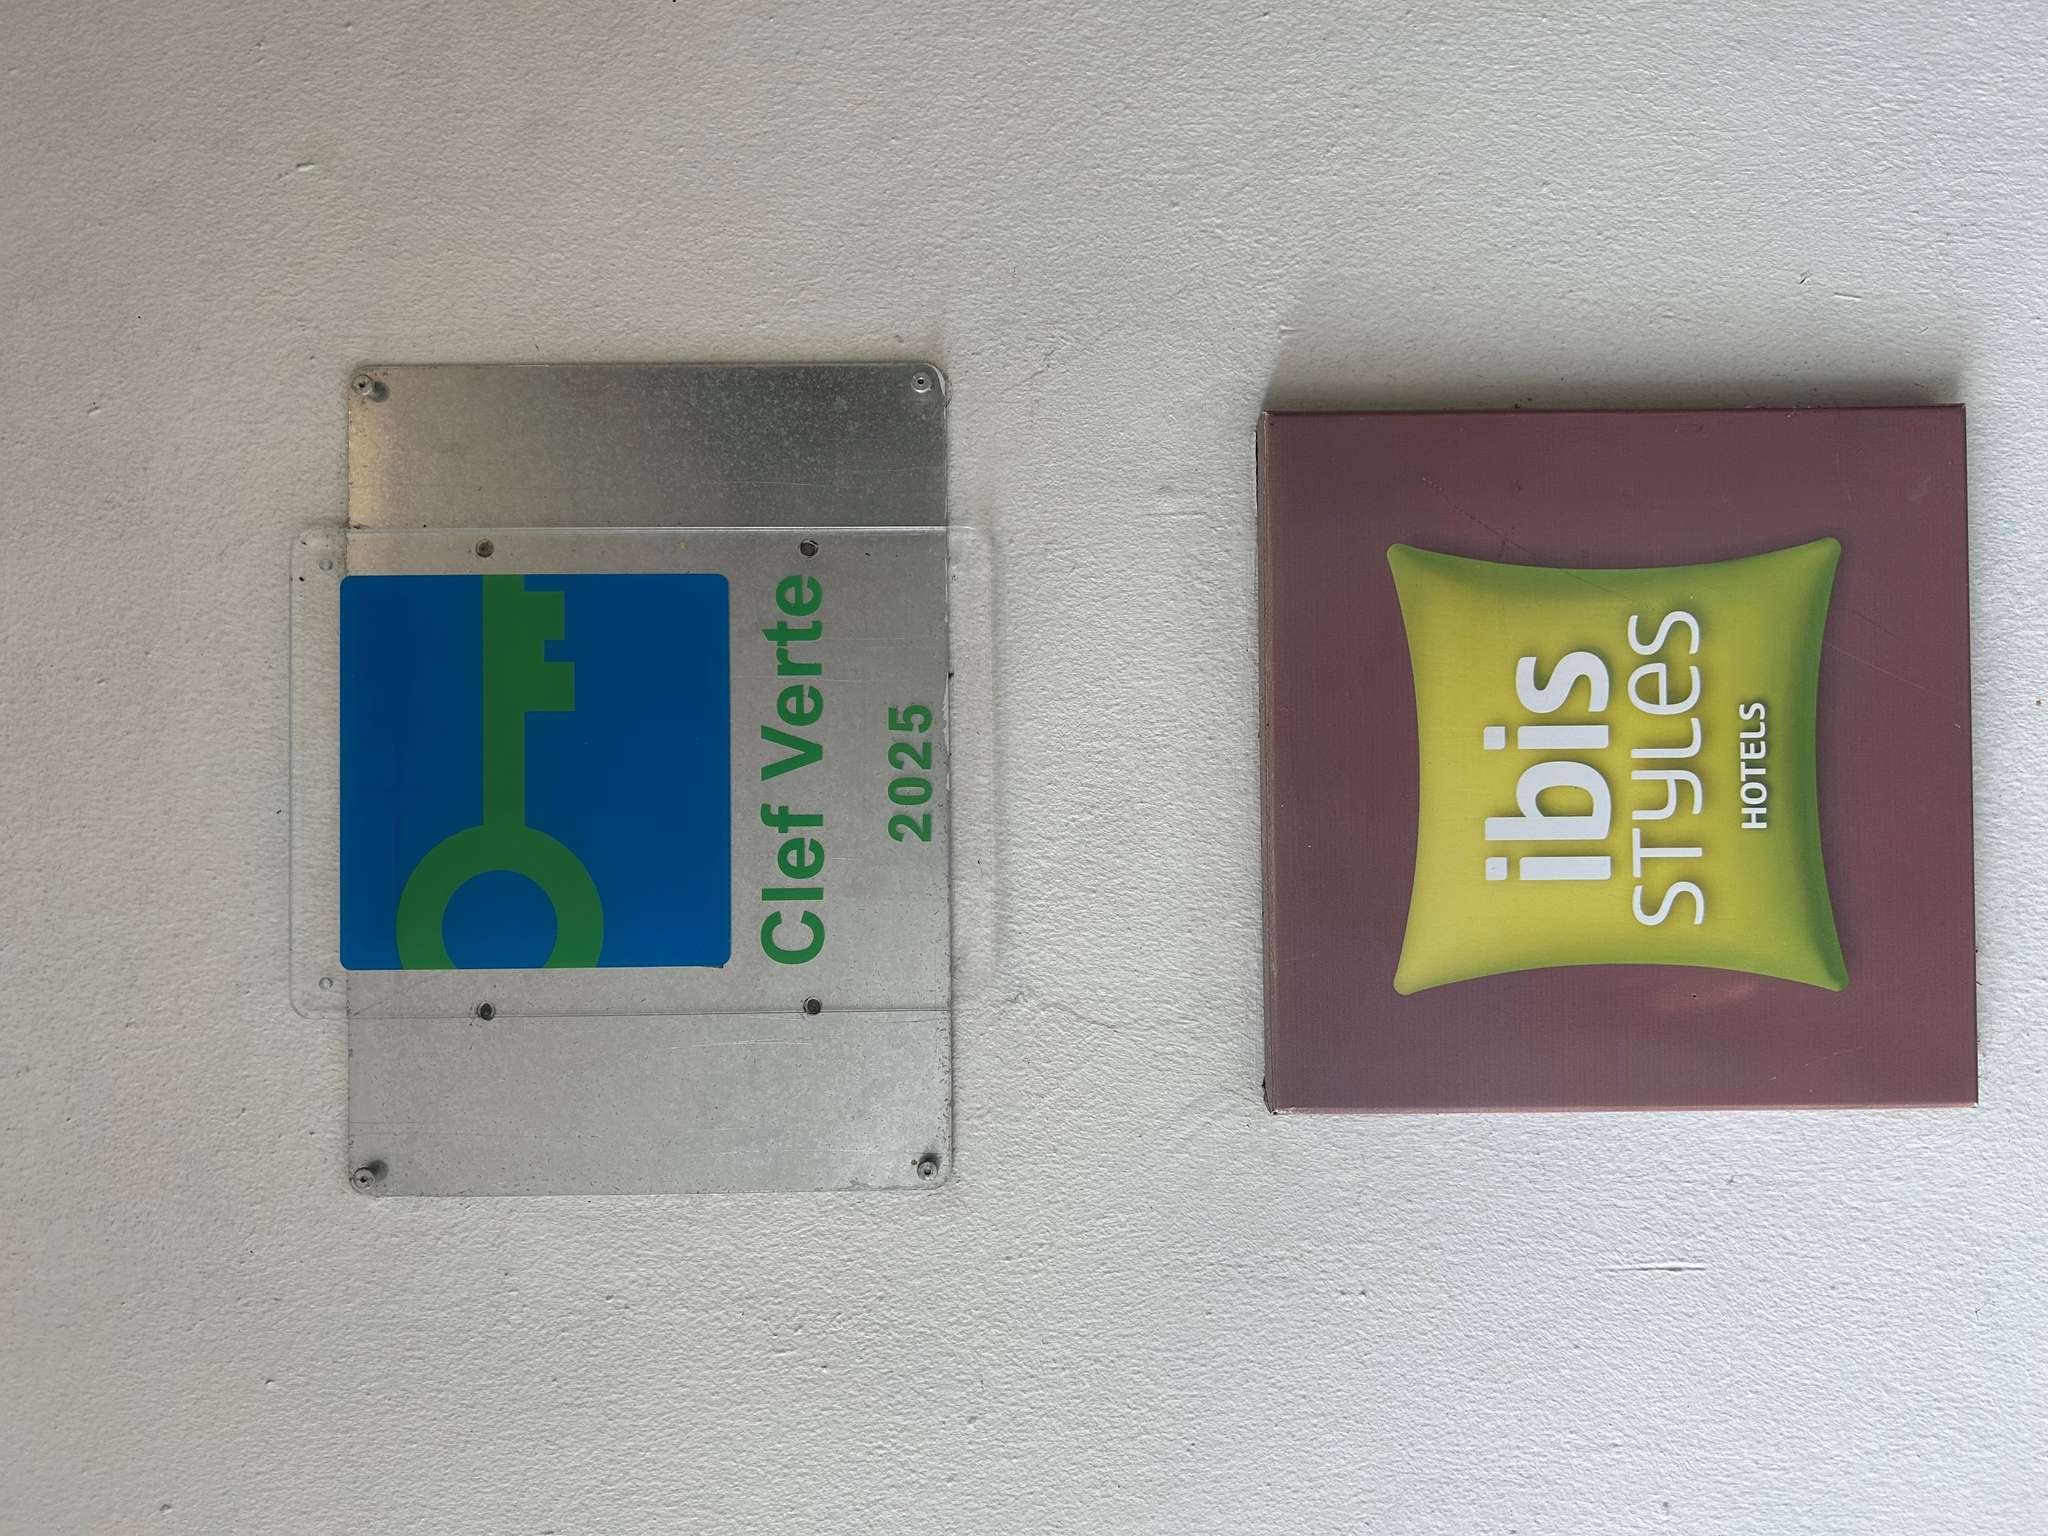 Clef Verte
2025
ibis
STyLes
HOTELS